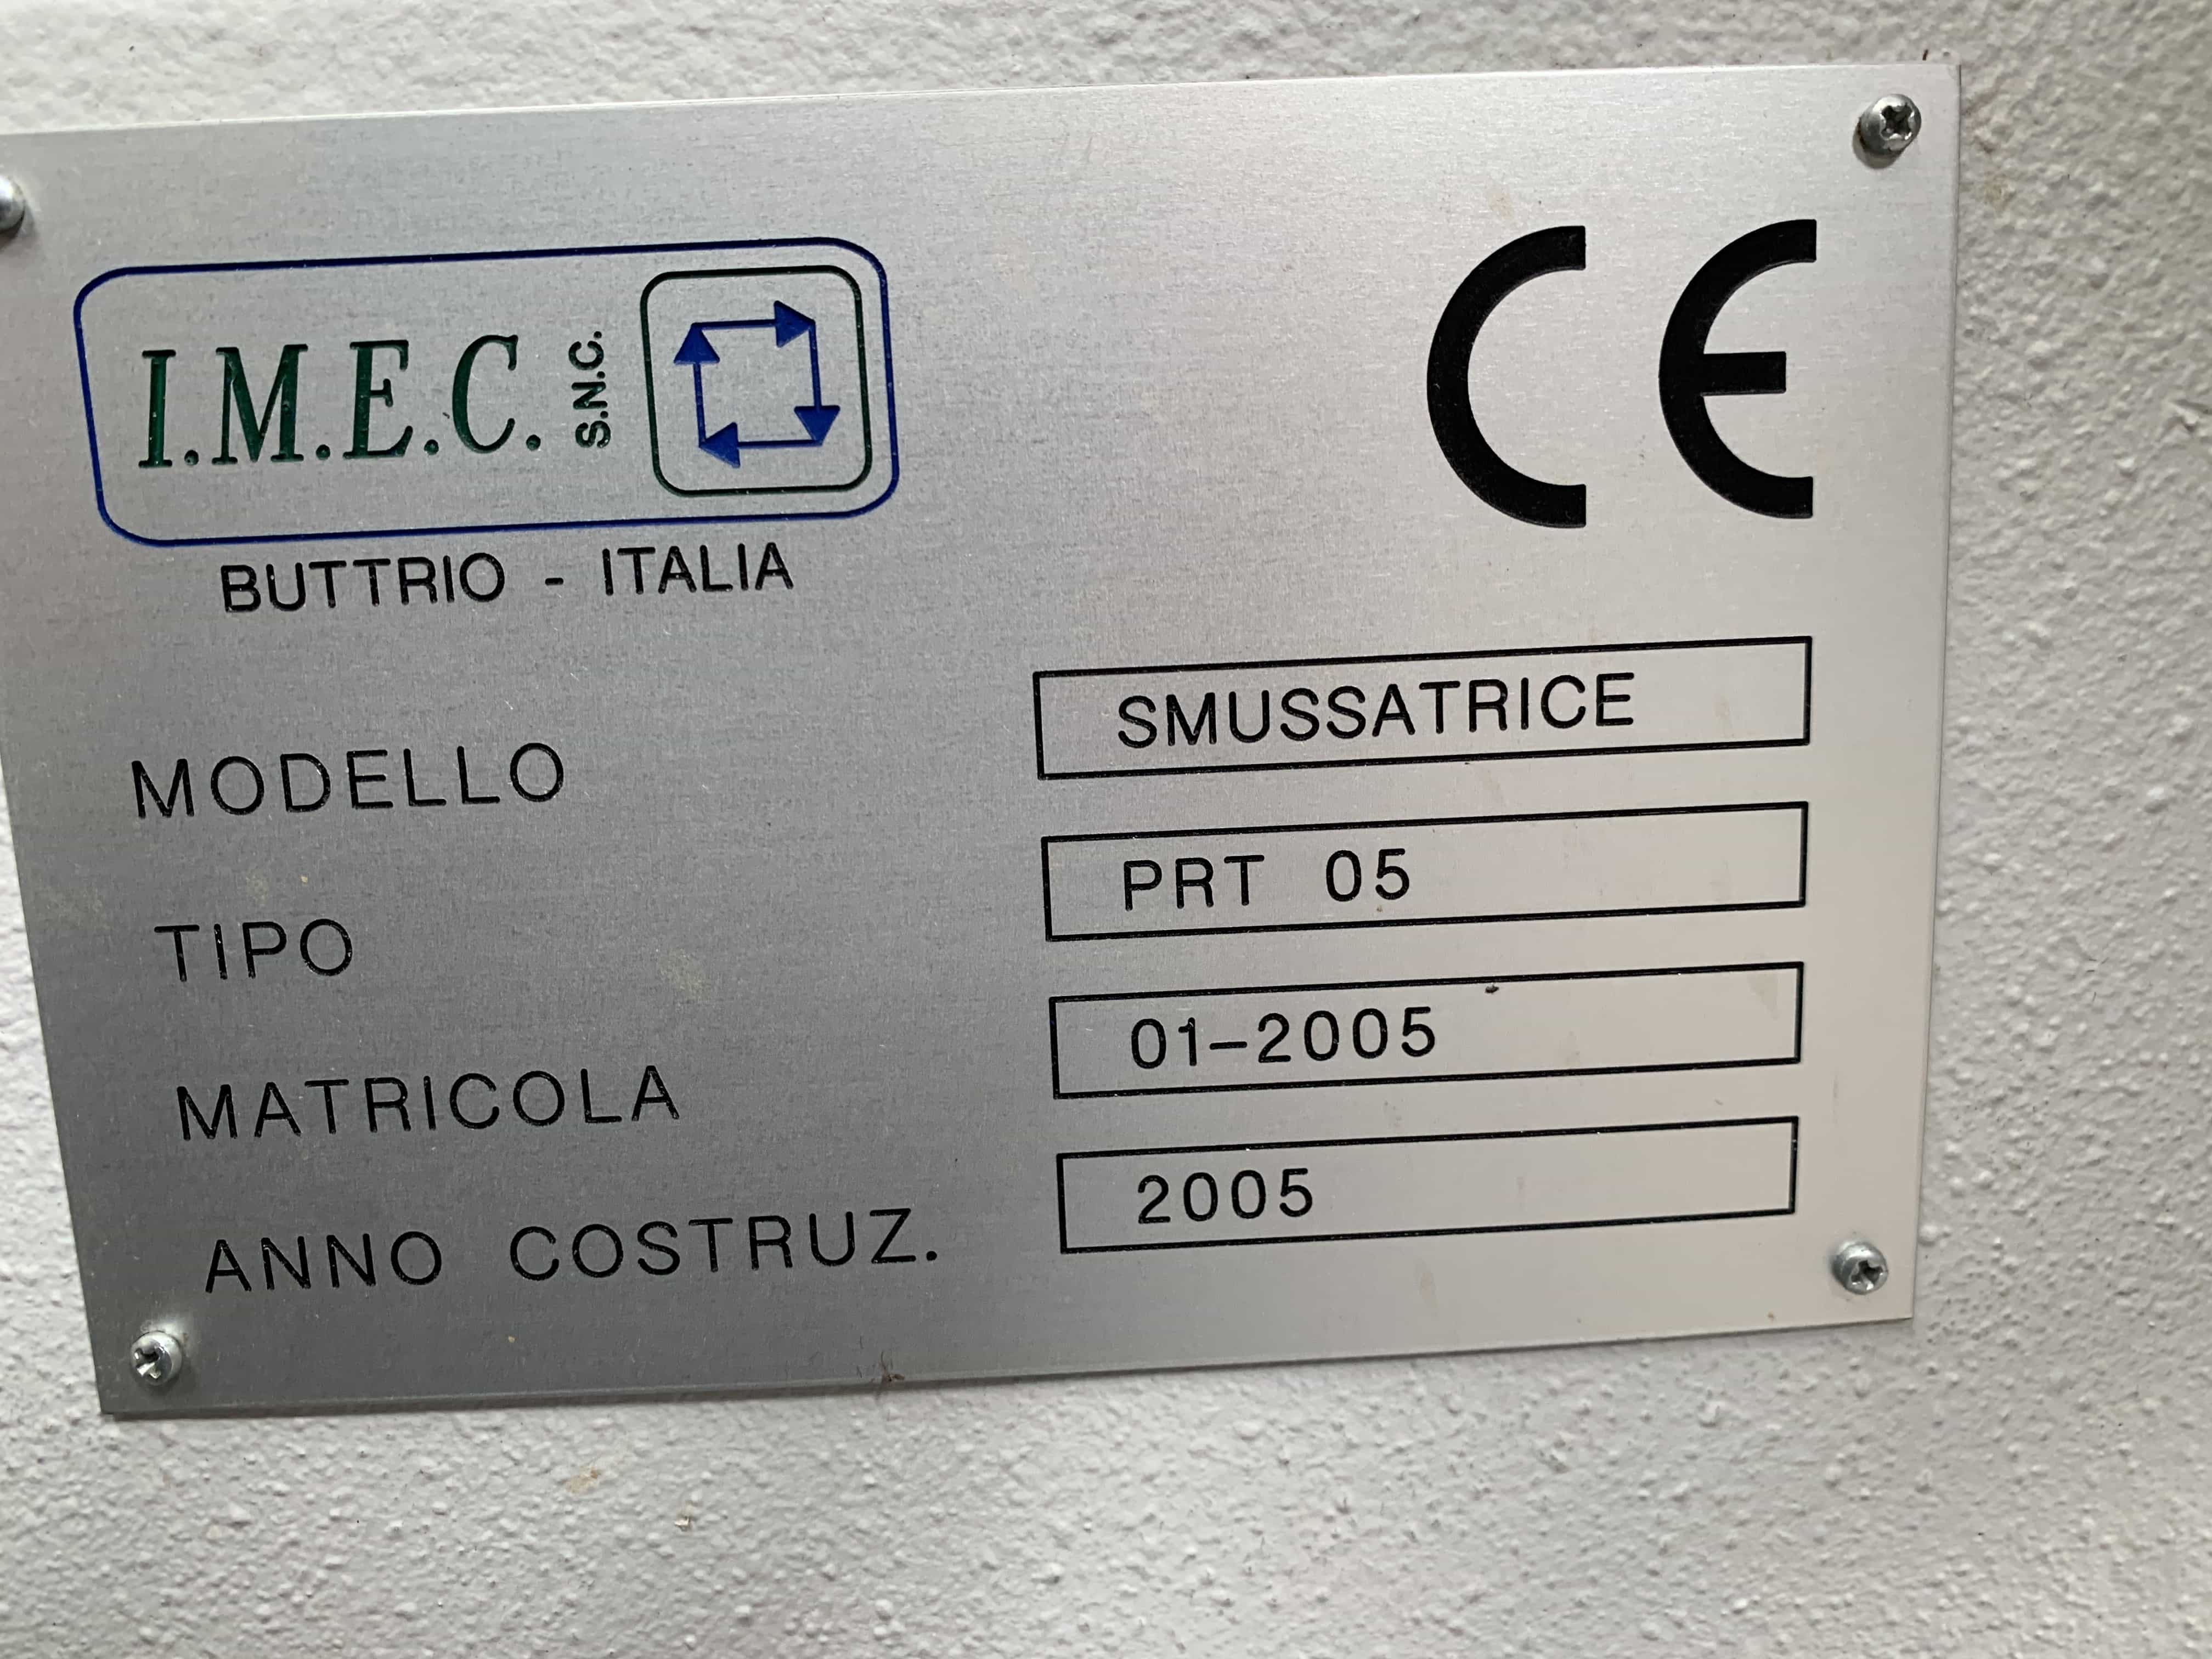 I.M.E.C. S.N.C.
CE
BUTTRIO - ITALIA
MODELLO SMUSSATRICE
TIPO PRT 05
MATRICOLA 01-2005
ANNO COSTRUZ. 2005